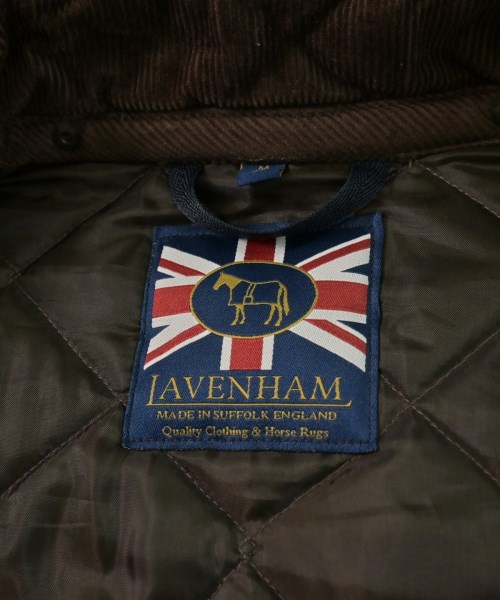 LAVENHAM
MADE IN SUFFOLK ENGLAND
Quality Clothing & Horse Rugs